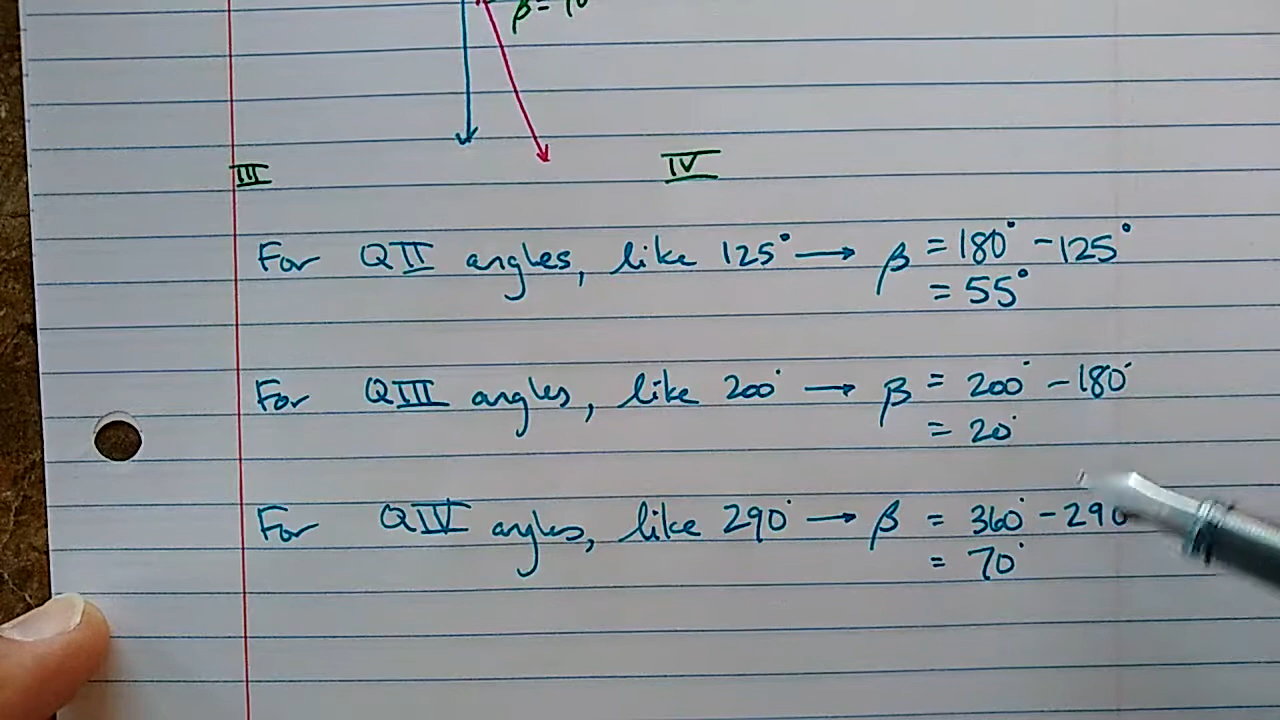 β = 70
III
IV
For QII angles, like 125° → β = 180° - 125°
= 55°
For QIII angles, like 200° → β = 200° - 180°
= 20°
For QIV angles, like 290° → β = 360° - 290°
= 70°